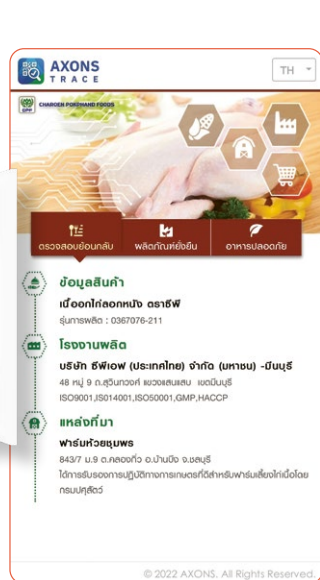 AXONS
TRACE
TH
CPF
CHAROEN POKPHAND FOODS
ตรวจสอบย้อนกลับ
ผลิตภัณฑ์ยั่งยืน
อาหารปลอดภัย
ข้อมูลสินค้า
เนื้ออกไก่ลอกหนัง ตราซีพี
รุ่นการผลิต : 0367076-211
โรงงานผลิต
บริษัท ซีพีเอฟ (ประเทศไทย) จำกัด (มหาชน) -มีนบุรี
48 หมู่ 9 ถ.สุวินทวงศ์ แขวงแสนแสบ เขตมีนบุรี
ISO9001,ISO14001,ISO50001,GMP,HACCP
แหล่งที่มา
ฟาร์มห้วยชุมพร
843/7 ม.9 ต.คลองกิ่ว อ.บ้านบึง จ.ชลบุรี
ได้การรับรองการปฏิบัติทางการเกษตรที่ดีสำหรับฟาร์มเลี้ยงไก่เนื้อโดย
กรมปศุสัตว์
© 2022 AXONS. All Rights Reserved.